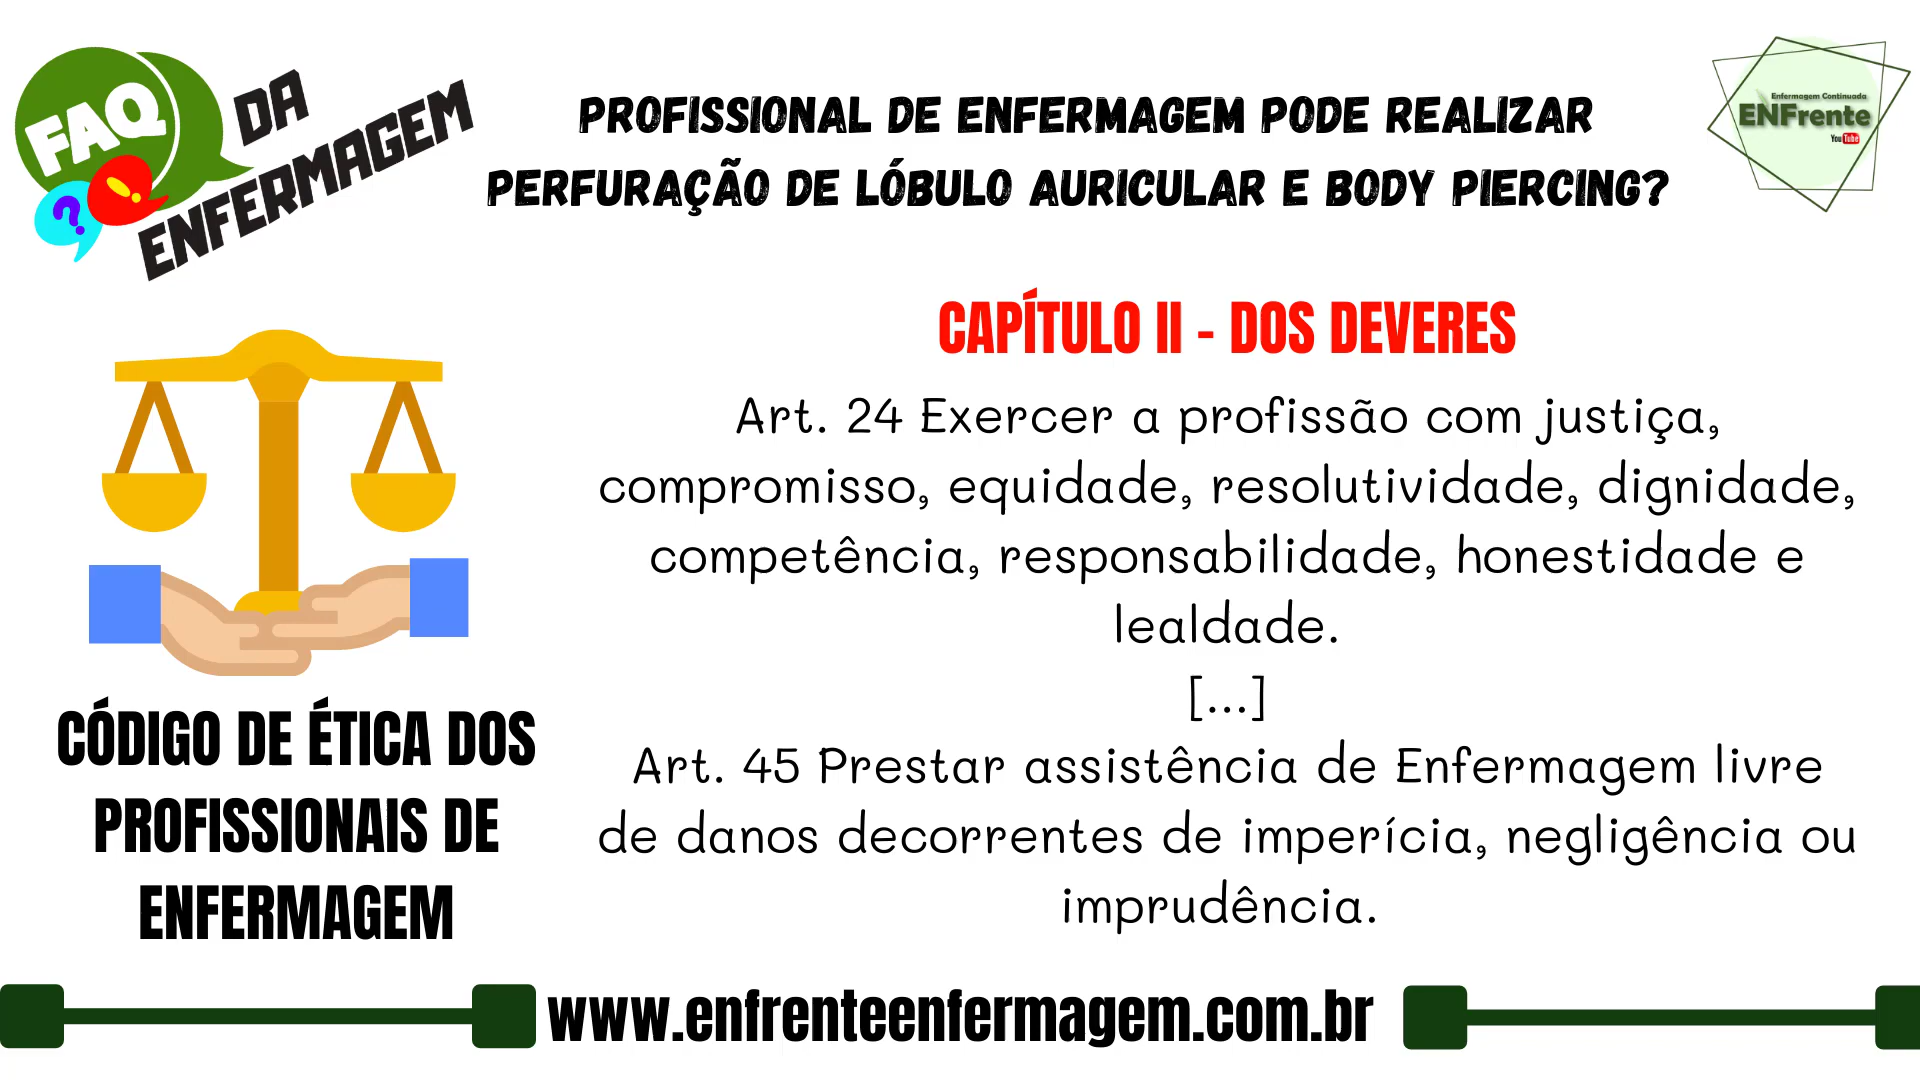 FAQ
DA
ENFERMAGEM
PROFISSIONAL DE ENFERMAGEM PODE REALIZAR
PERFURAÇÃO DE LÓBULO AURICULAR E BODY PIERCING?
Enfermagem Continuada
ENFrente
YouTube
CAPÍTULO II - DOS DEVERES
Art. 24 Exercer a profissão com justiça,
compromisso, equidade, resolutividade, dignidade,
competência, responsabilidade, honestidade e
lealdade.
[...]
Art. 45 Prestar assistência de Enfermagem livre
de danos decorrentes de imperícia, negligência ou
imprudência.
CÓDIGO DE ÉTICA DOS
PROFISSIONAIS DE
ENFERMAGEM
www.enfrenteenfermagem.com.br